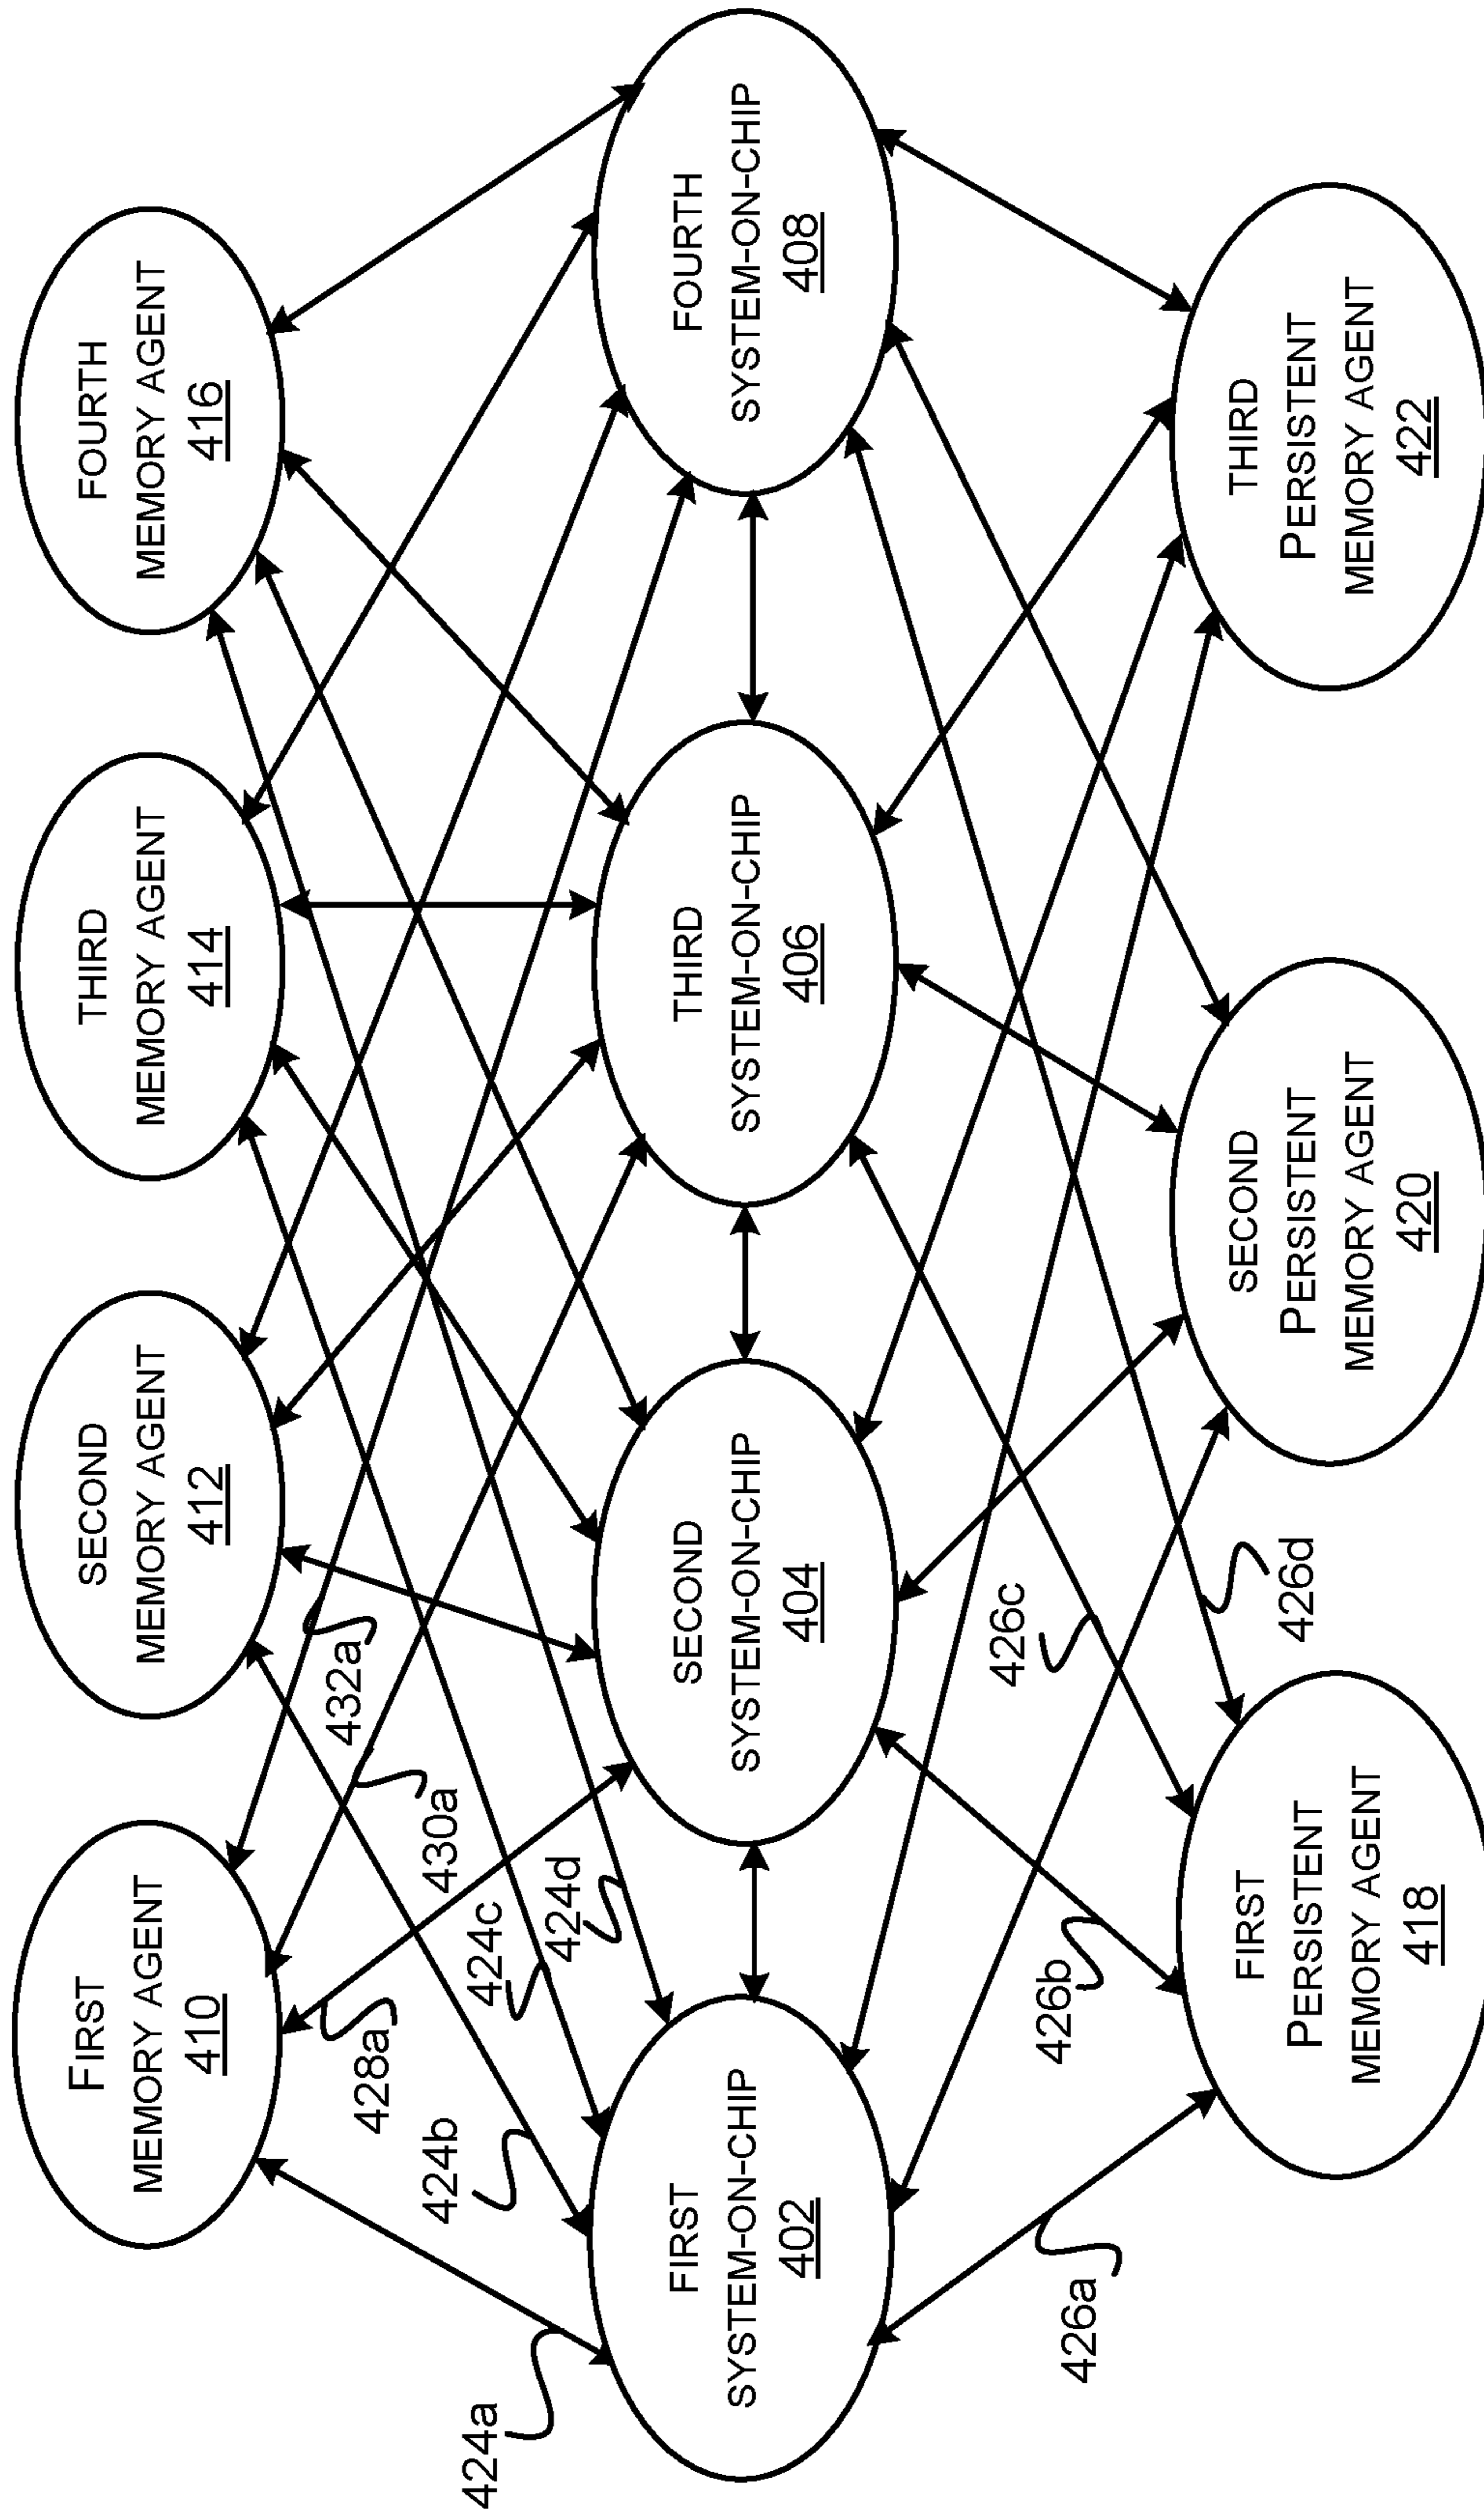 FIRST
MEMORY AGENT
410
SECOND
MEMORY AGENT
412
THIRD
MEMORY AGENT
414
FOURTH
MEMORY AGENT
416
432a
428a
430a
424b
424c
424a
424d
FIRST
SYSTEM-ON-CHIP
402
SECOND
SYSTEM-ON-CHIP
404
THIRD
SYSTEM-ON-CHIP
406
FOURTH
SYSTEM-ON-CHIP
408
426c
426b
426a
426d
FIRST
PERSISTENT
MEMORY AGENT
418
SECOND
PERSISTENT
MEMORY AGENT
420
THIRD
PERSISTENT
MEMORY AGENT
422